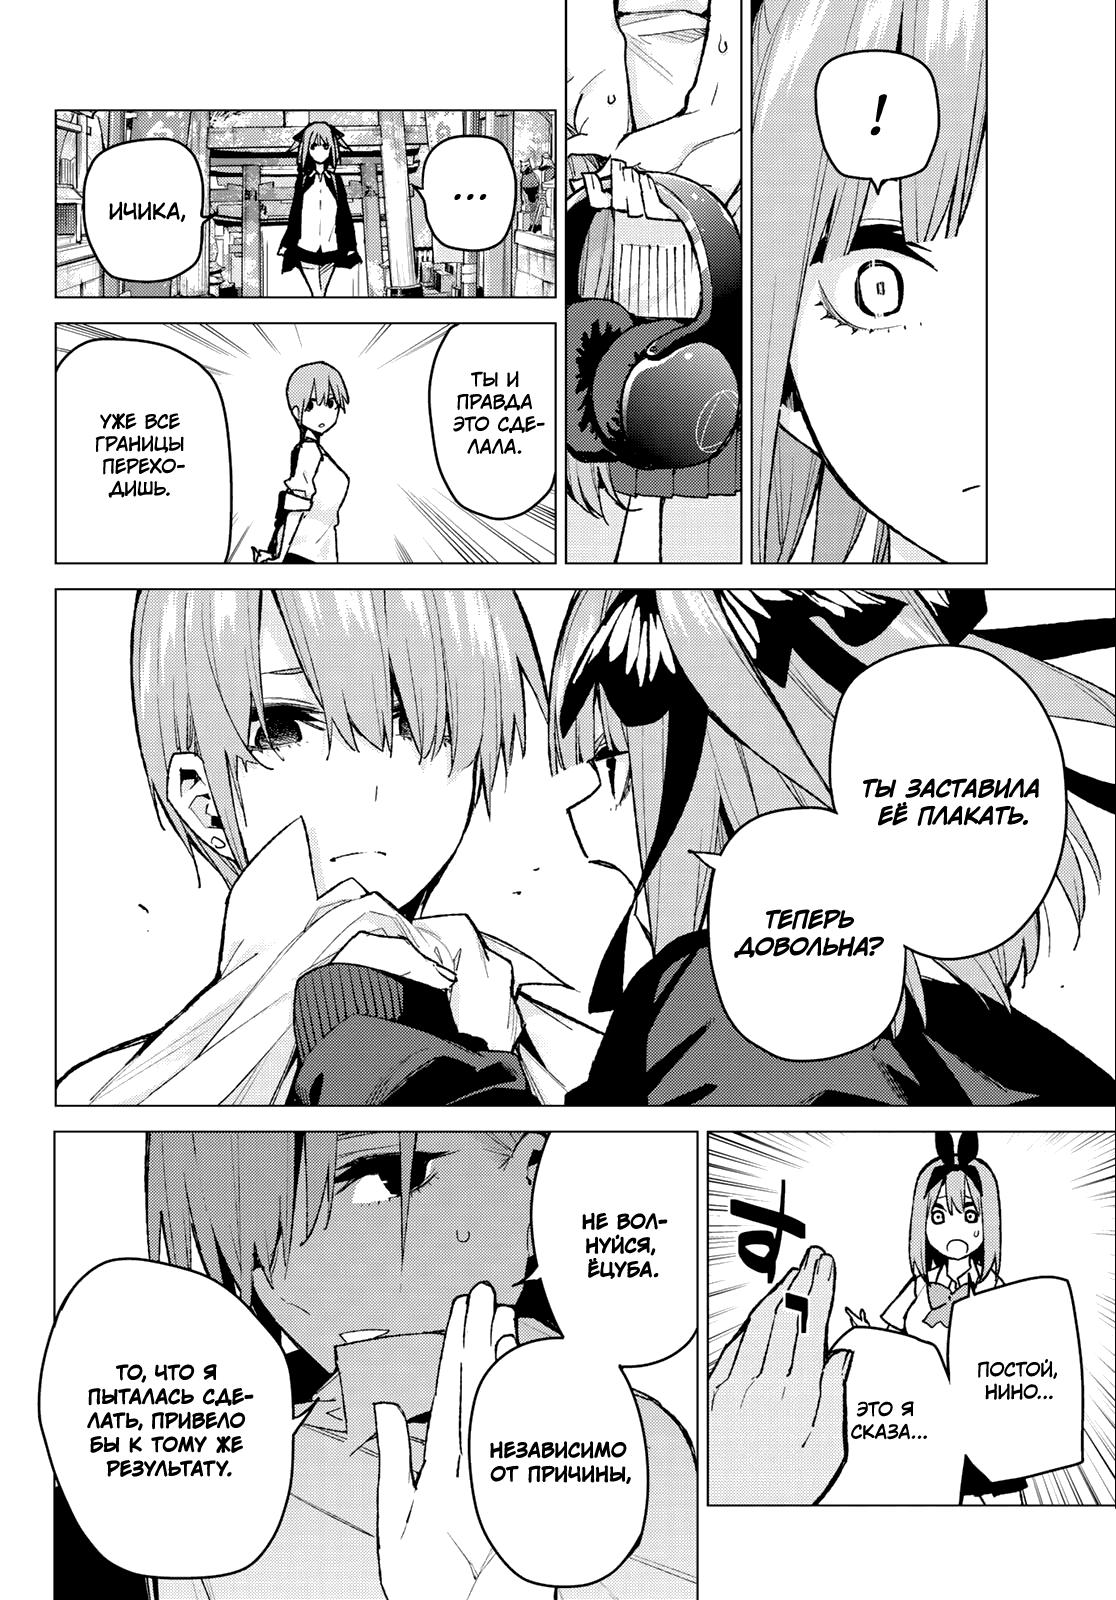 !
...
ИЧИКА,
ТЫ И
ПРАВДА
ЭТО СДЕ-
ЛАЛА.
УЖЕ ВСЕ
ГРАНИЦЫ
ПЕРЕХО-
ДИШЬ.
ТЫ ЗАСТАВИЛА
ЕЁ ПЛАКАТЬ.
ТЕПЕРЬ
ДОВОЛЬНА?
す
ПОСТОЙ,
НИНО...
ЭТО Я
СКАЗА...
НЕ ВОЛ-
НУЙСЯ,
ЁЦУБА.
НЕЗАВИСИМО
ОТ ПРИЧИНЫ,
ТО, ЧТО Я
ПЫТАЛАСЬ СДЕ-
ЛАТЬ, ПРИВЕЛО
БЫ К ТОМУ ЖЕ
РЕЗУЛЬТАТУ.